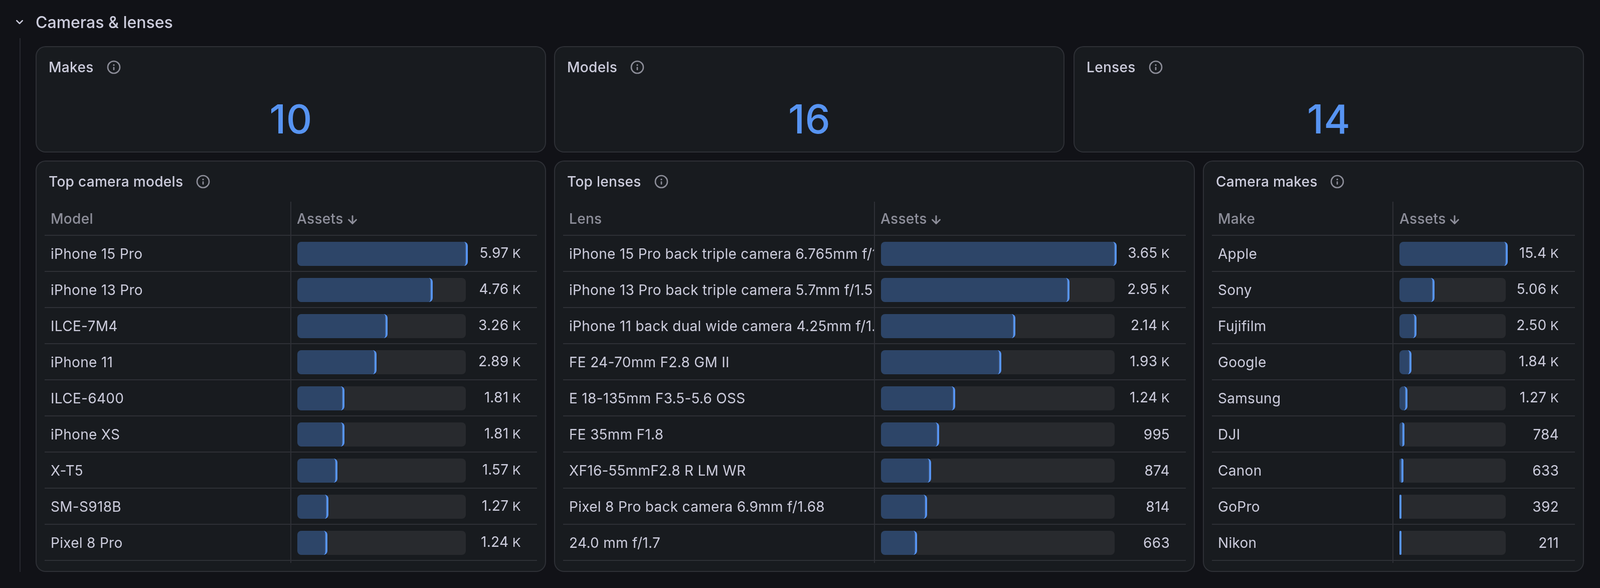 Cameras & lenses
Makes
10
Models
16
Lenses
14
Top camera models
Model Assets ↓
iPhone 15 Pro 5.97 K
iPhone 13 Pro 4.76 K
ILCE-7M4 3.26 K
iPhone 11 2.89 K
ILCE-6400 1.81 K
iPhone XS 1.81 K
X-T5 1.57 K
SM-S918B 1.27 K
Pixel 8 Pro 1.24 K
Top lenses
Lens Assets ↓
iPhone 15 Pro back triple camera 6.765mm f/ 3.65 K
iPhone 13 Pro back triple camera 5.7mm f/1.5 2.95 K
iPhone 11 back dual wide camera 4.25mm f/1. 2.14 K
FE 24-70mm F2.8 GM II 1.93 K
E 18-135mm F3.5-5.6 OSS 1.24 K
FE 35mm F1.8 995
XF16-55mmF2.8 R LM WR 874
Pixel 8 Pro back camera 6.9mm f/1.68 814
24.0 mm f/1.7 663
Camera makes
Make Assets ↓
Apple 15.4 K
Sony 5.06 K
Fujifilm 2.50 K
Google 1.84 K
Samsung 1.27 K
DJI 784
Canon 633
GoPro 392
Nikon 211